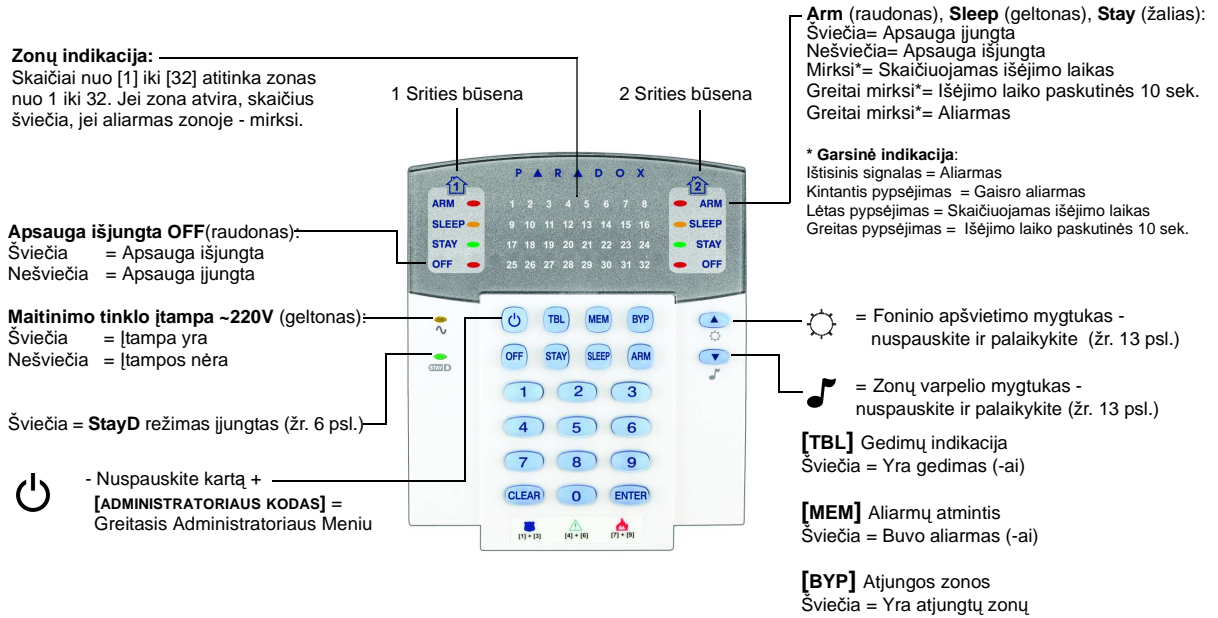 Zonų indikacija:
Skaičiai nuo [1] iki [32] atitinka zonas
nuo 1 iki 32. Jei zona atvira, skaičius
šviečia, jei aliarmas zonoje - mirksi.
1 Srities būsena
2 Srities būsena
Arm (raudonas), Sleep (geltonas), Stay (žalias):
Šviečia= Apsauga įjungta
Nešviečia= Apsauga išjungta
Mirksi*= Skaičiuojamas išėjimo laikas
Greitai mirksi*= Išėjimo laiko paskutinės 10 sek.
Greitai mirksi*= Aliarmas
* Garsinė indikacija:
Ištisinis signalas = Aliarmas
Kintantis pypsėjimas = Gaisro aliarmas
Lėtas pypsėjimas = Skaičiuojamas išėjimo laikas
Greitas pypsėjimas = Išėjimo laiko paskutinės 10 sek.
Apsauga išjungta OFF(raudonas):
Šviečia = Apsauga išjungta
Nešviečia = Apsauga įjungta
Maitinimo tinklo įtampa ~220V (geltonas):
Šviečia = Įtampa yra
Nešviečia = Įtampos nėra
Šviečia = StayD režimas įjungtas (žr. 6 psl.)
- Nuspauskite kartą +
[ADMINISTRATORIAUS KODAS] =
Greitasis Administratoriaus Meniu
PARADOX
1 2
ARM 1 2 3 4 5 6 7 8 ARM
SLEEP 9 10 11 12 13 14 15 16 SLEEP
STAY 17 18 19 20 21 22 23 24 STAY
OFF 25 26 27 28 29 30 31 32 OFF
TBL MEM BYP
OFF STAY SLEEP ARM
STAY D
1 2 3
4 5 6
7 8 9
CLEAR 0 ENTER
[1] + [3] [4] + [6] [7] + [9]
= Foninio apšvietimo mygtukas -
nuspauskite ir palaikykite (žr. 13 psl.)
= Zonų varpelio mygtukas -
nuspauskite ir palaikykite (žr. 13 psl.)
[TBL] Gedimų indikacija
Šviečia = Yra gedimas (-ai)
[MEM] Aliarmų atmintis
Šviečia = Buvo aliarmas (-ai)
[BYP] Atjungos zonos
Šviečia = Yra atjungtų zonų